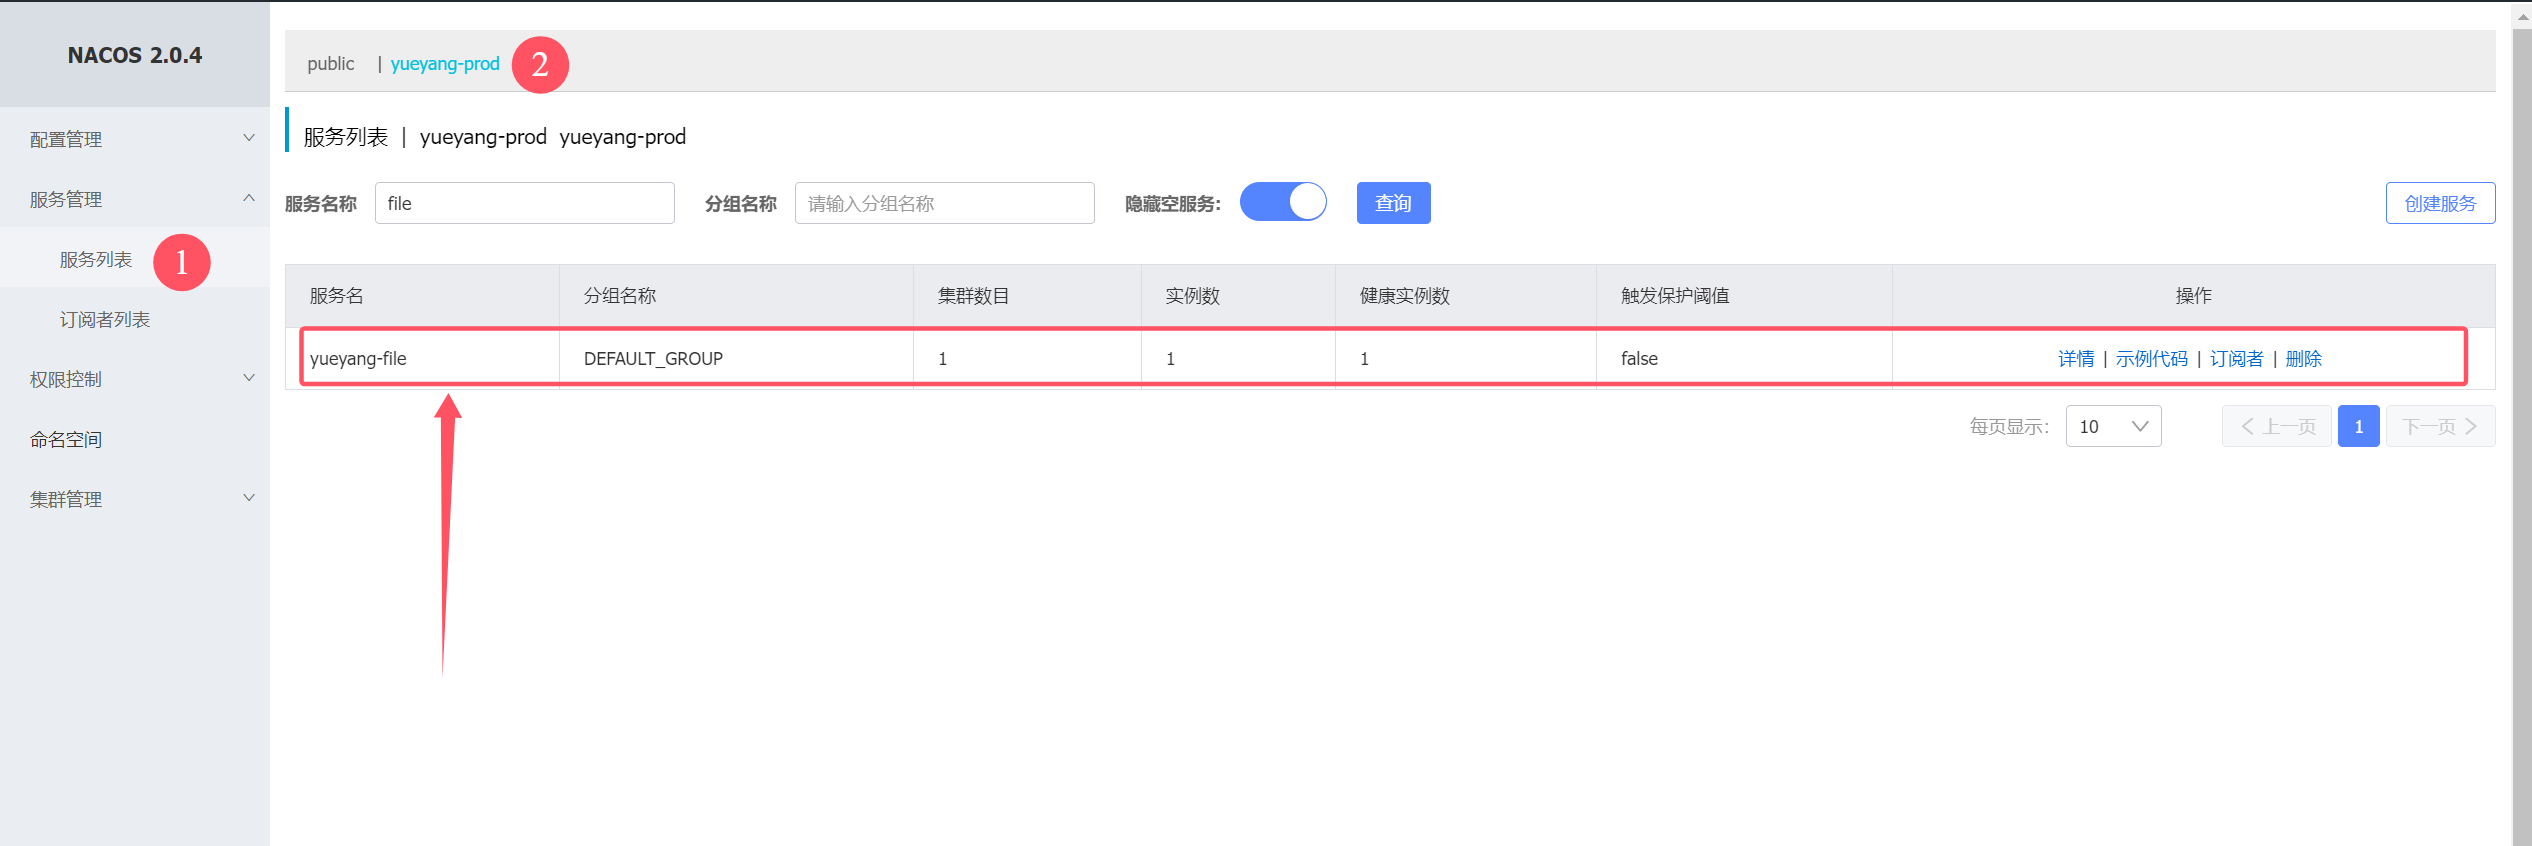 NACOS 2.0.4
配置管理
服务管理
服务列表
1
订阅者列表
权限控制
命名空间
集群管理
public | yueyang-prod 2
服务列表 | yueyang-prod yueyang-prod
服务名称 file 分组名称 请输入分组名称 隐藏空服务: 查询 创建服务
服务名 分组名称 集群数目 实例数 健康实例数 触发保护阈值 操作
yueyang-file DEFAULT_GROUP 1 1 1 false 详情 | 示例代码 | 订阅者 | 删除
每页显示: 10 上一页 1 下一页